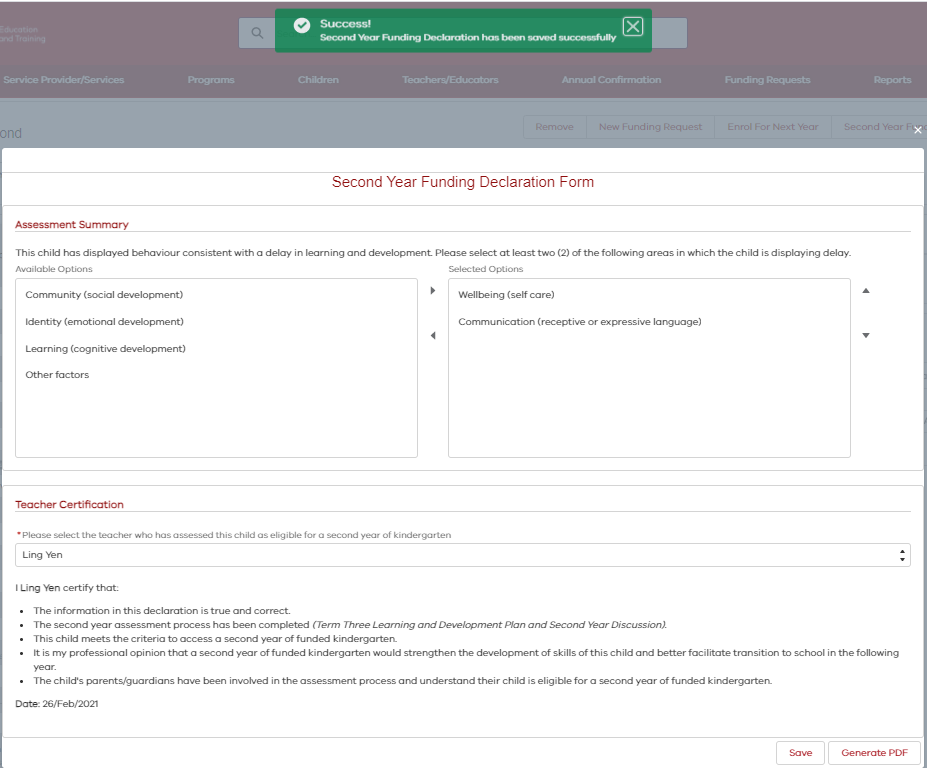 Education
and Training
Success!
Second Year Funding Declaration has been saved successfully
Service Provider/Services Programs Children Teachers/Educators Annual Confirmation Funding Requests Reports
ond
Remove New Funding Request Enrol For Next Year Second Year Fund
Second Year Funding Declaration Form
Assessment Summary
This child has displayed behaviour consistent with a delay in learning and development. Please select at least two (2) of the following areas in which the child is displaying delay.
Available Options Selected Options
Community (social development) Wellbeing (self care)
Identity (emotional development) Communication (receptive or expressive language)
Learning (cognitive development)
Other factors
Teacher Certification
*Please select the teacher who has assessed this child as eligible for a second year of kindergarten
Ling Yen
I Ling Yen certify that:
• The information in this declaration is true and correct.
• The second year assessment process has been completed (Term Three Learning and Development Plan and Second Year Discussion).
• This child meets the criteria to access a second year of funded kindergarten.
• It is my professional opinion that a second year of funded kindergarten would strengthen the development of skills of this child and better facilitate transition to school in the following
year.
• The child's parents/guardians have been involved in the assessment process and understand their child is eligible for a second year of funded kindergarten.
Date: 26/Feb/2021
Save Generate PDF